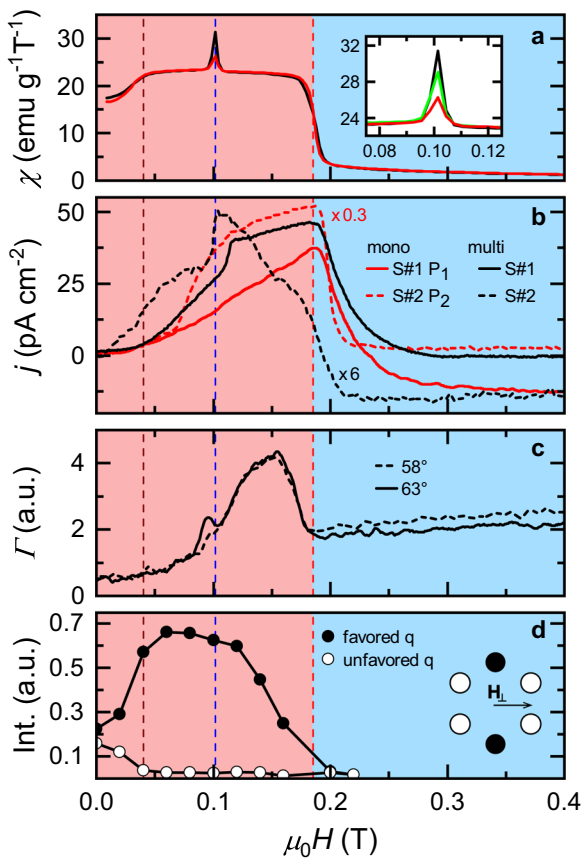 a
χ (emu g⁻¹T⁻¹)
30
20
10
0
32
28
24
0.08 0.10 0.12
b
j (pA cm⁻²)
50
25
0
x0.3
mono multi
S#1 P₁ S#1
S#2 P₂ S#2
x6
c
Γ (a.u.)
4
2
0
58°
63°
d
Int. (a.u.)
0.7
0.5
0.3
0.1
favored q
unfavored q
H⊥
0.0 0.1 0.2 0.3 0.4
μ₀H (T)